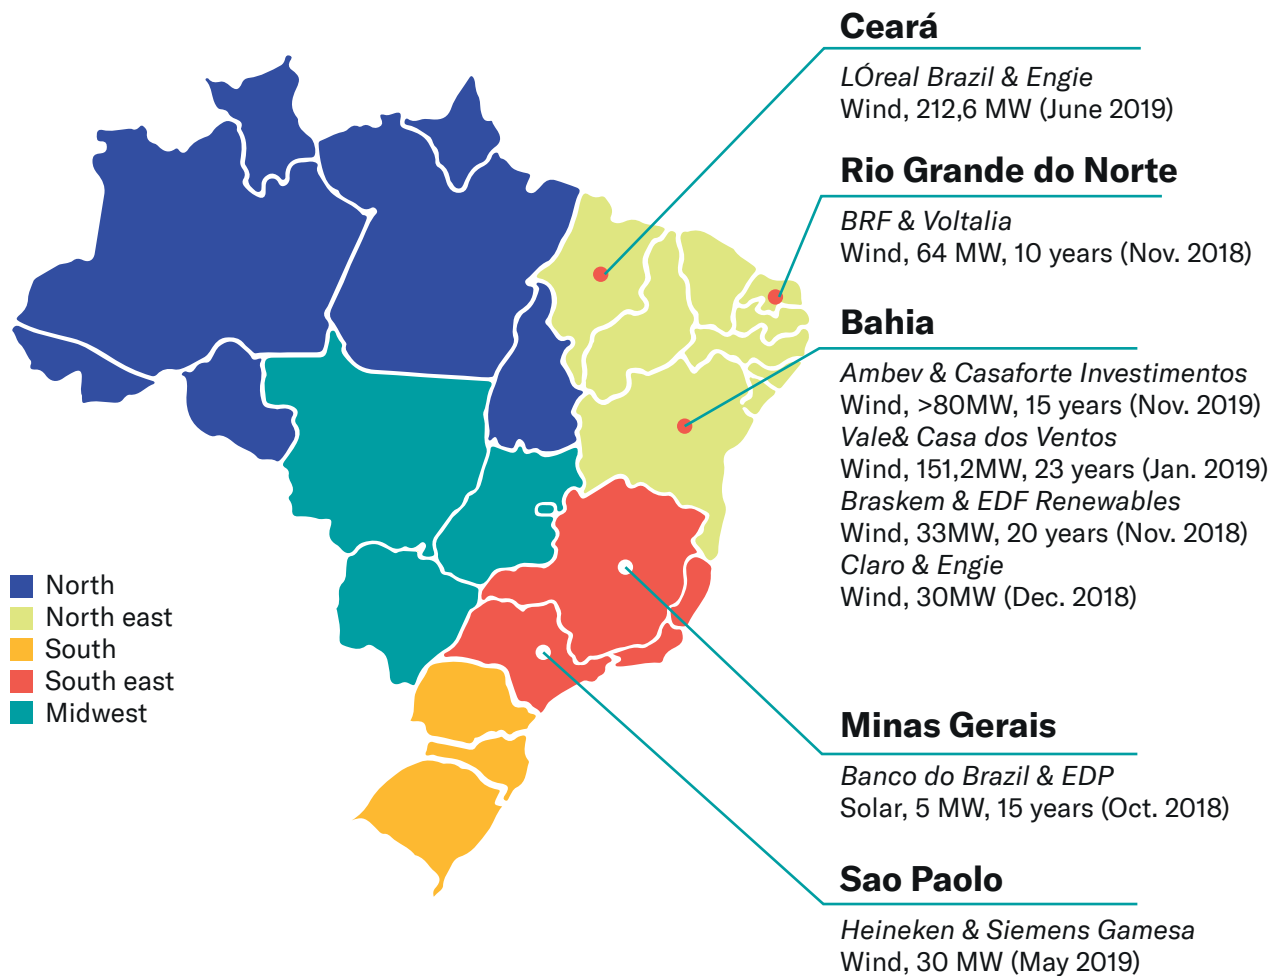 Ceará
LÓreal Brazil & Engie
Wind, 212,6 MW (June 2019)
Rio Grande do Norte
BRF & Voltalia
Wind, 64 MW, 10 years (Nov. 2018)
Bahia
Ambev & Casaforte Investimentos
Wind, >80MW, 15 years (Nov. 2019)
Vale& Casa dos Ventos
Wind, 151,2MW, 23 years (Jan. 2019)
Braskem & EDF Renewables
Wind, 33MW, 20 years (Nov. 2018)
Claro & Engie
Wind, 30MW (Dec. 2018)
North
North east
South
South east
Midwest
Minas Gerais
Banco do Brazil & EDP
Solar, 5 MW, 15 years (Oct. 2018)
Sao Paolo
Heineken & Siemens Gamesa
Wind, 30 MW (May 2019)